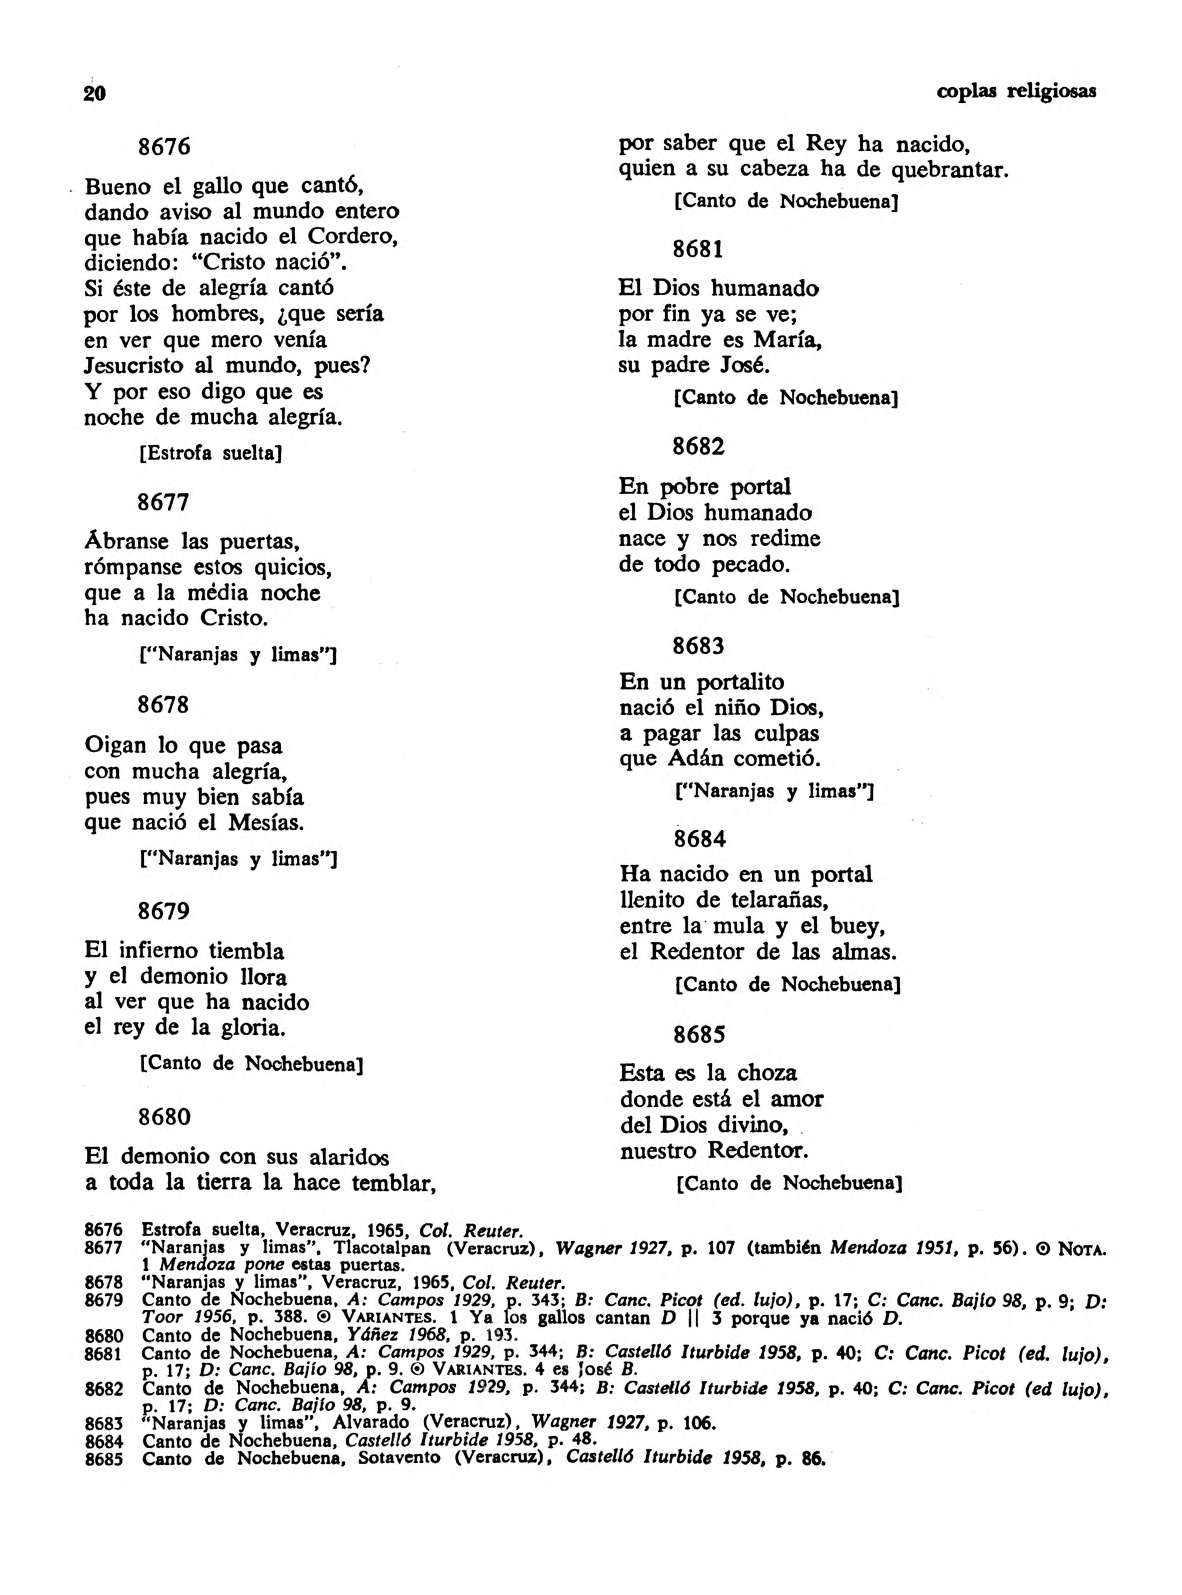 20
coplas religiosas
8676
Bueno el gallo que cantó,
dando aviso al mundo entero
que había nacido el Cordero,
diciendo: “Cristo nació”.
Si éste de alegría cantó
por los hombres, ¿que sería
en ver que mero venía
Jesucristo al mundo, pues?
Y por eso digo que es
noche de mucha alegría.
[Estrofa suelta]
8677
Ábranse las puertas,
rómpanse estos quicios,
que a la média noche
ha nacido Cristo.
[“Naranjas y limas”]
8678
Oigan lo que pasa
con mucha alegría,
pues muy bien sabía
que nació el Mesías.
[“Naranjas y limas”]
8679
El infierno tiembla
y el demonio llora
al ver que ha nacido
el rey de la gloria.
[Canto de Nochebuena]
8680
El demonio con sus alaridos
a toda la tierra la hace temblar,
por saber que el Rey ha nacido,
quien a su cabeza ha de quebrantar.
[Canto de Nochebuena]
8681
El Dios humanado
por fin ya se ve;
la madre es María,
su padre José.
[Canto de Nochebuena]
8682
En pobre portal
el Dios humanado
nace y nos redime
de todo pecado.
[Canto de Nochebuena]
8683
En un portalito
nació el niño Dios,
a pagar las culpas
que Adán cometió.
[“Naranjas y limas”]
8684
Ha nacido en un portal
llenito de telarañas,
entre la mula y el buey,
el Redentor de las almas.
[Canto de Nochebuena]
8685
Esta es la choza
donde está el amor
del Dios divino,
nuestro Redentor.
[Canto de Nochebuena]
8676 Estrofa suelta, Veracruz, 1965, Col. Reuter.
8677 “Naranjas y limas”, Tlacotalpan (Veracruz), Wagner 1927, p. 107 (también Mendoza 1951, p. 56). ⊙ NOTA.
1 Mendoza pone estas puertas.
8678 “Naranjas y limas”, Veracruz, 1965, Col. Reuter.
8679 Canto de Nochebuena, A: Campos 1929, p. 343; B: Canc. Picot (ed. lujo), p. 17; C: Canc. Bajío 98, p. 9; D:
Toor 1956, p. 388. ⊙ VARIANTES. 1 Ya los gallos cantan D || 3 porque ya nació D.
8680 Canto de Nochebuena, Yáñez 1968, p. 193.
8681 Canto de Nochebuena, A: Campos 1929, p. 344; B: Castelló Iturbide 1958, p. 40; C: Canc. Picot (ed. lujo),
p. 17; D: Canc. Bajío 98, p. 9. ⊙ VARIANTES. 4 es José B.
8682 Canto de Nochebuena, A: Campos 1929, p. 344; B: Castelló Iturbide 1958, p. 40; C: Canc. Picot (ed lujo),
p. 17; D: Canc. Bajío 98, p. 9.
8683 “Naranjas y limas”, Alvarado (Veracruz), Wagner 1927, p. 106.
8684 Canto de Nochebuena, Castelló Iturbide 1958, p. 48.
8685 Canto de Nochebuena, Sotavento (Veracruz), Castelló Iturbide 1958, p. 86.